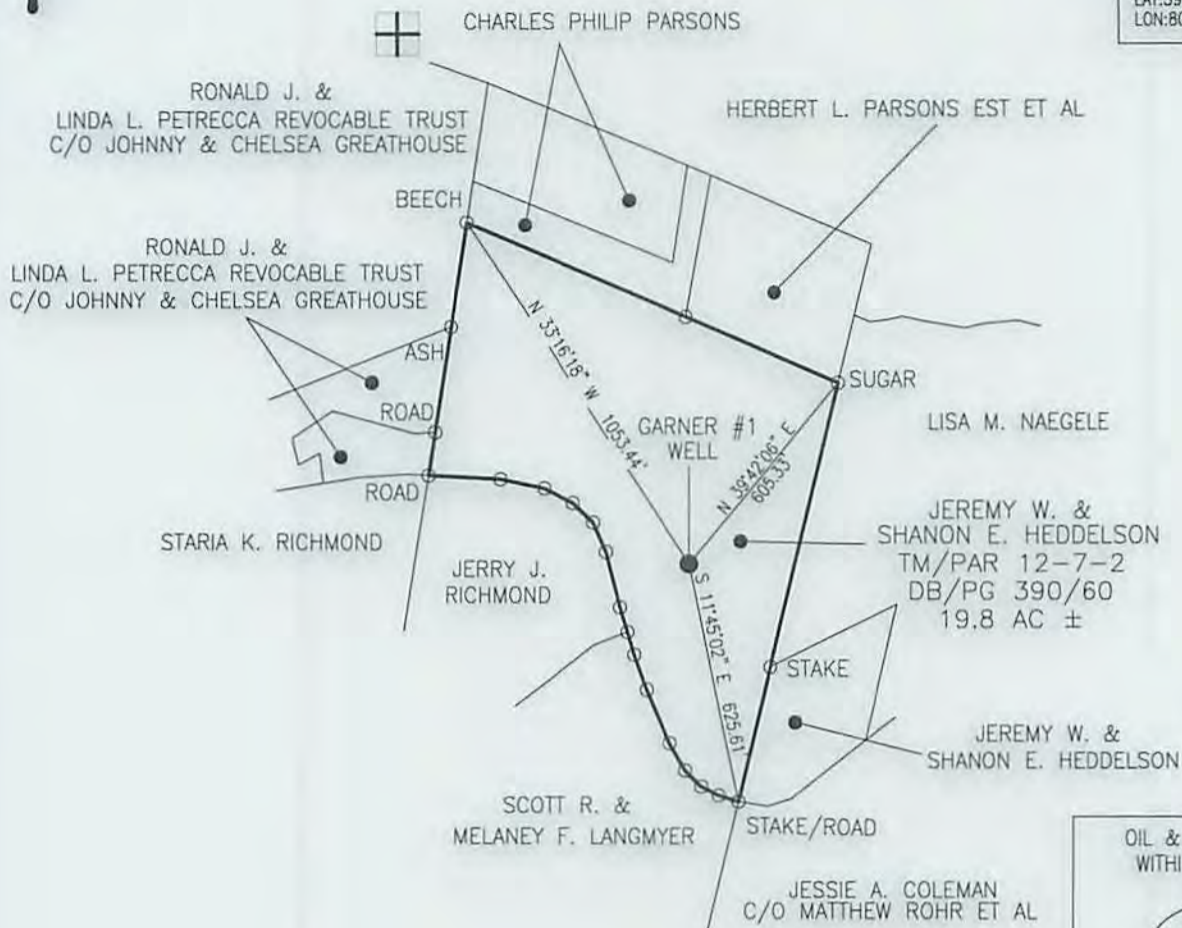 LON:80
CHARLES PHILIP PARSONS
RONALD J. &
LINDA L. PETRECCA REVOCABLE TRUST
C/O JOHNNY & CHELSEA GREATHOUSE
HERBERT L. PARSONS EST ET AL
BEECH
RONALD J. &
LINDA L. PETRECCA REVOCABLE TRUST
C/O JOHNNY & CHELSEA GREATHOUSE
ASH
ROAD
ROAD
N 33°16'18" W 1053.44'
GARNER #1
WELL
N 39°42'06" E
605.33'
SUGAR
LISA M. NAEGELE
STARIA K. RICHMOND
JERRY J.
RICHMOND
JEREMY W. &
SHANON E. HEDDELSON
TM/PAR 12-7-2
DB/PG 390/60
19.8 AC ±
S 11°45'02" E 625.61'
STAKE
JEREMY W. &
SHANON E. HEDDELSON
SCOTT R. &
MELANEY F. LANGMYER
STAKE/ROAD
JESSIE A. COLEMAN
C/O MATTHEW ROHR ET AL
OIL &
WITHI